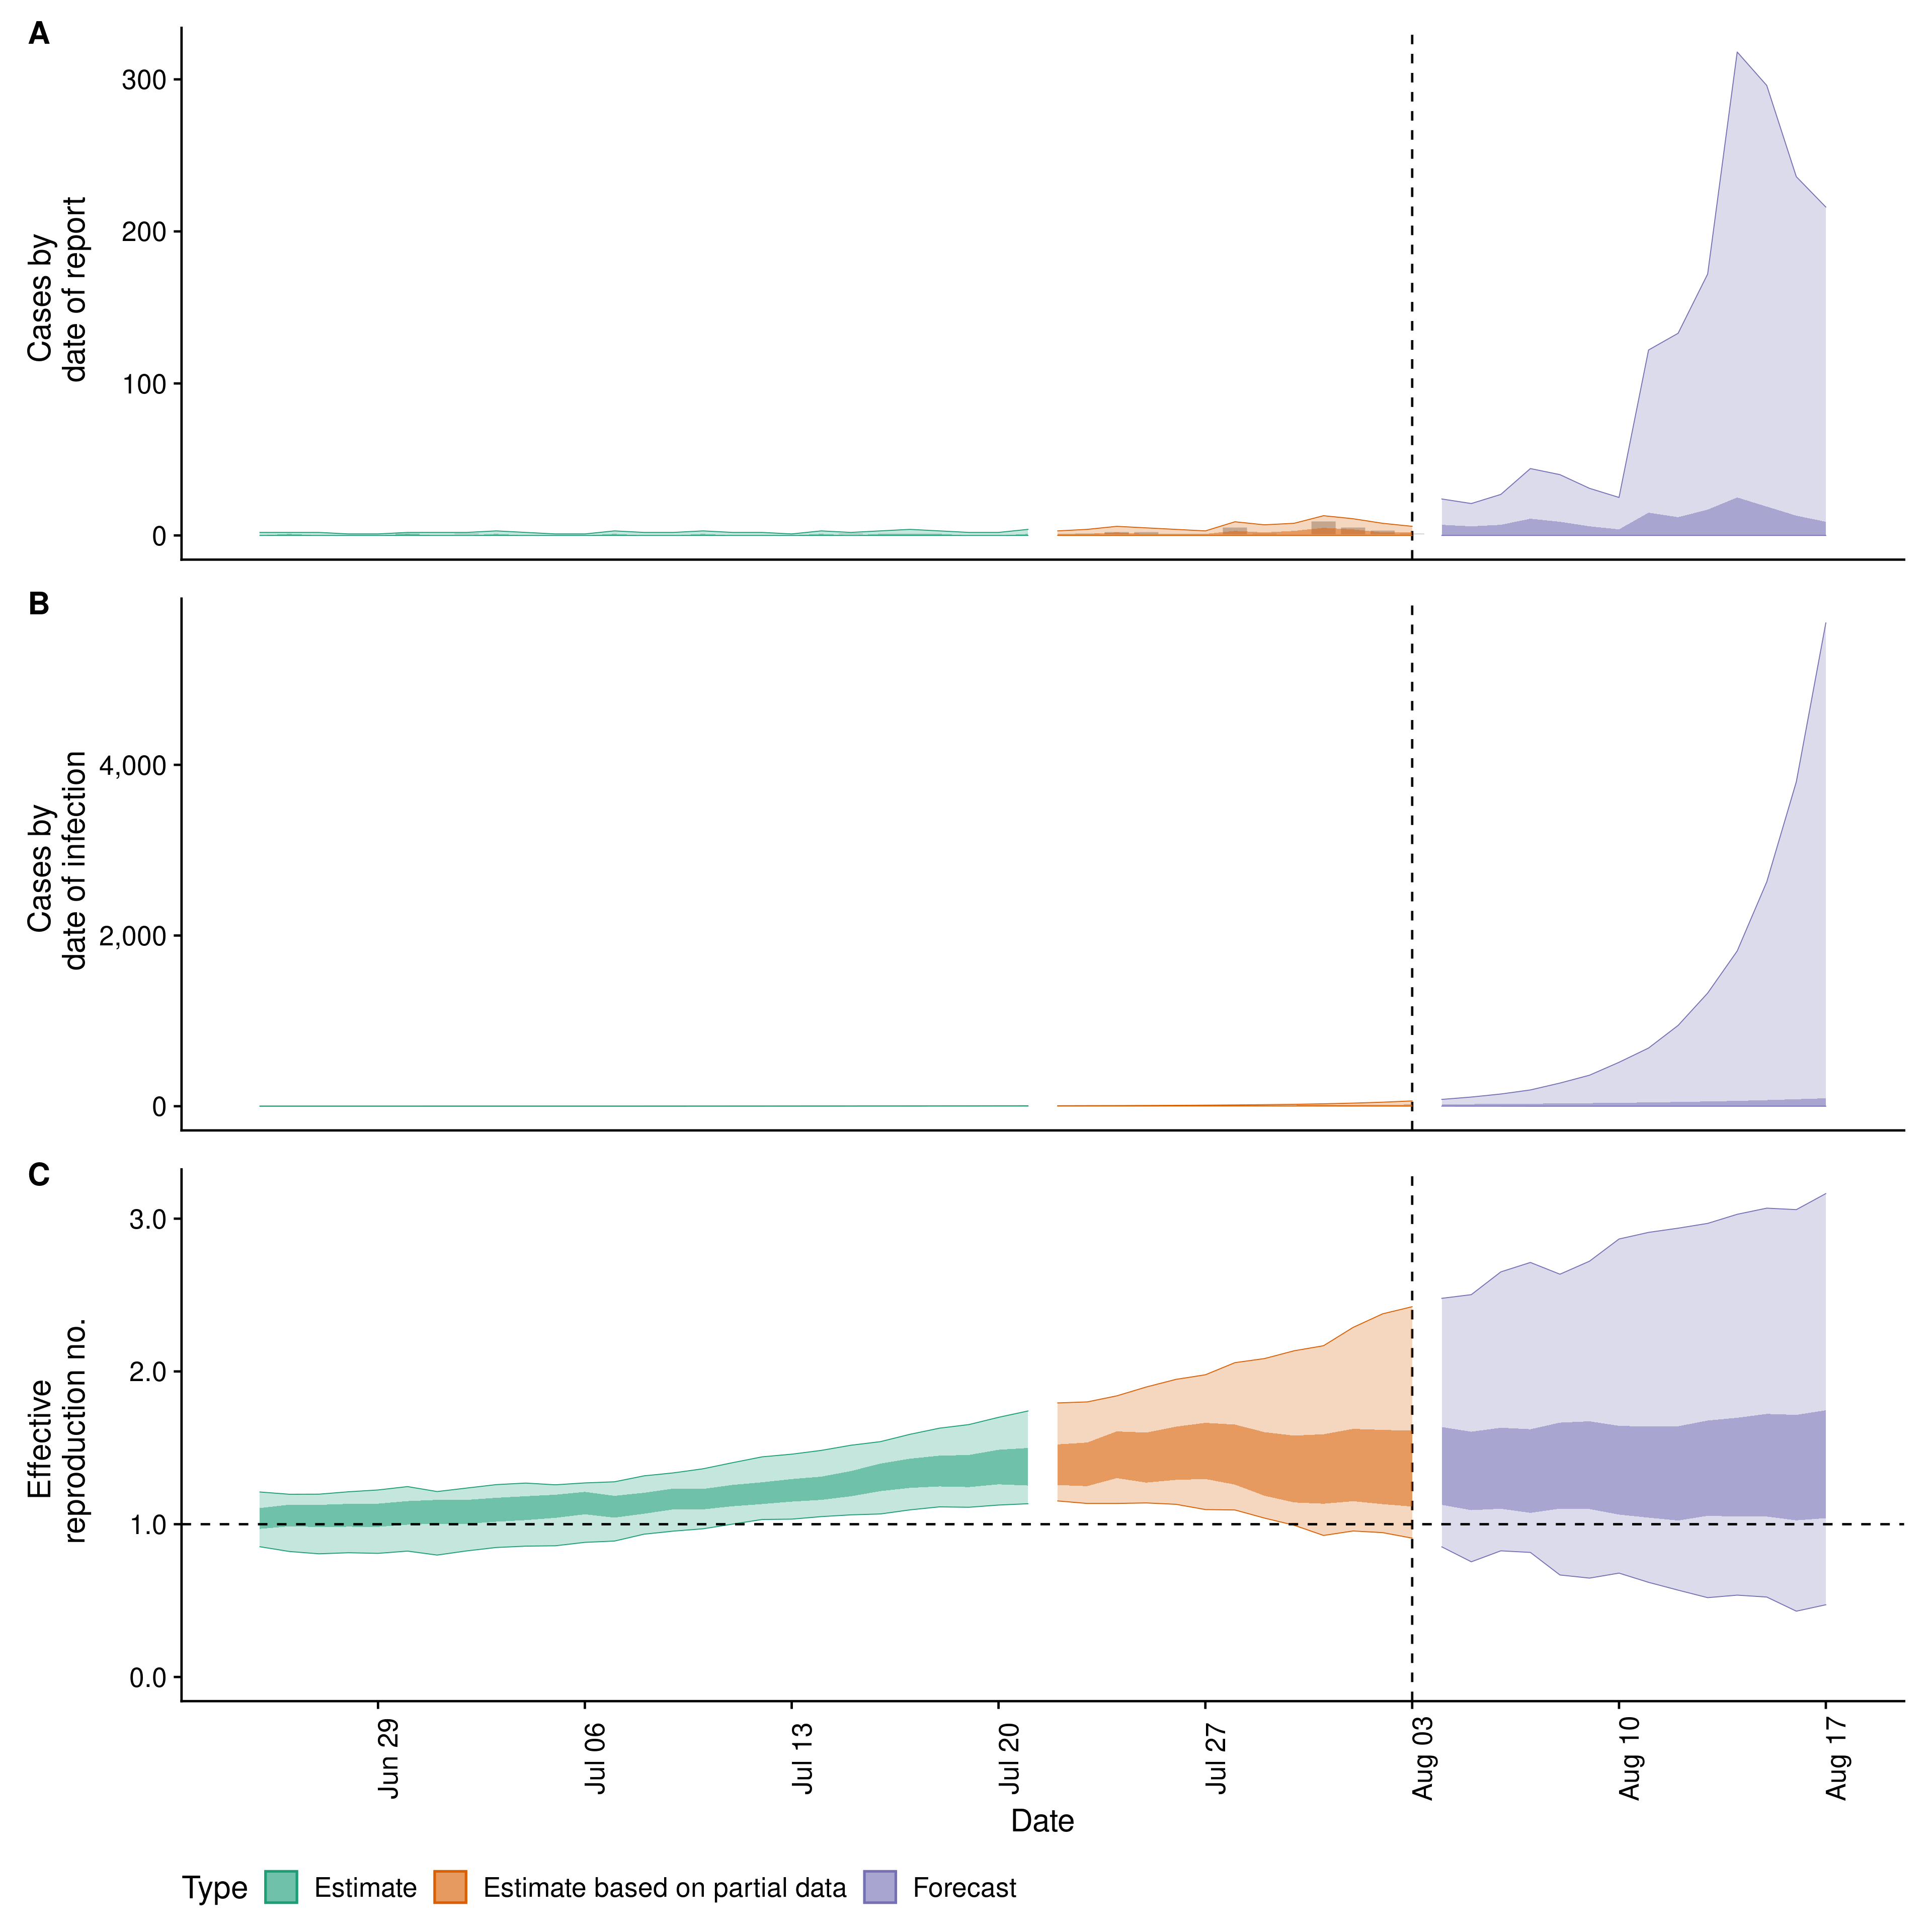 A
Cases by
date of report
300
200
100
0
B
Cases by
date of infection
4,000
2,000
0
C
Effective
reproduction no.
3.0
2.0
1.0
0.0
Jun 29
Jul 06
Jul 13
Jul 20
Jul 27
Aug 03
Aug 10
Aug 17
Date
Type
Estimate
Estimate based on partial data
Forecast